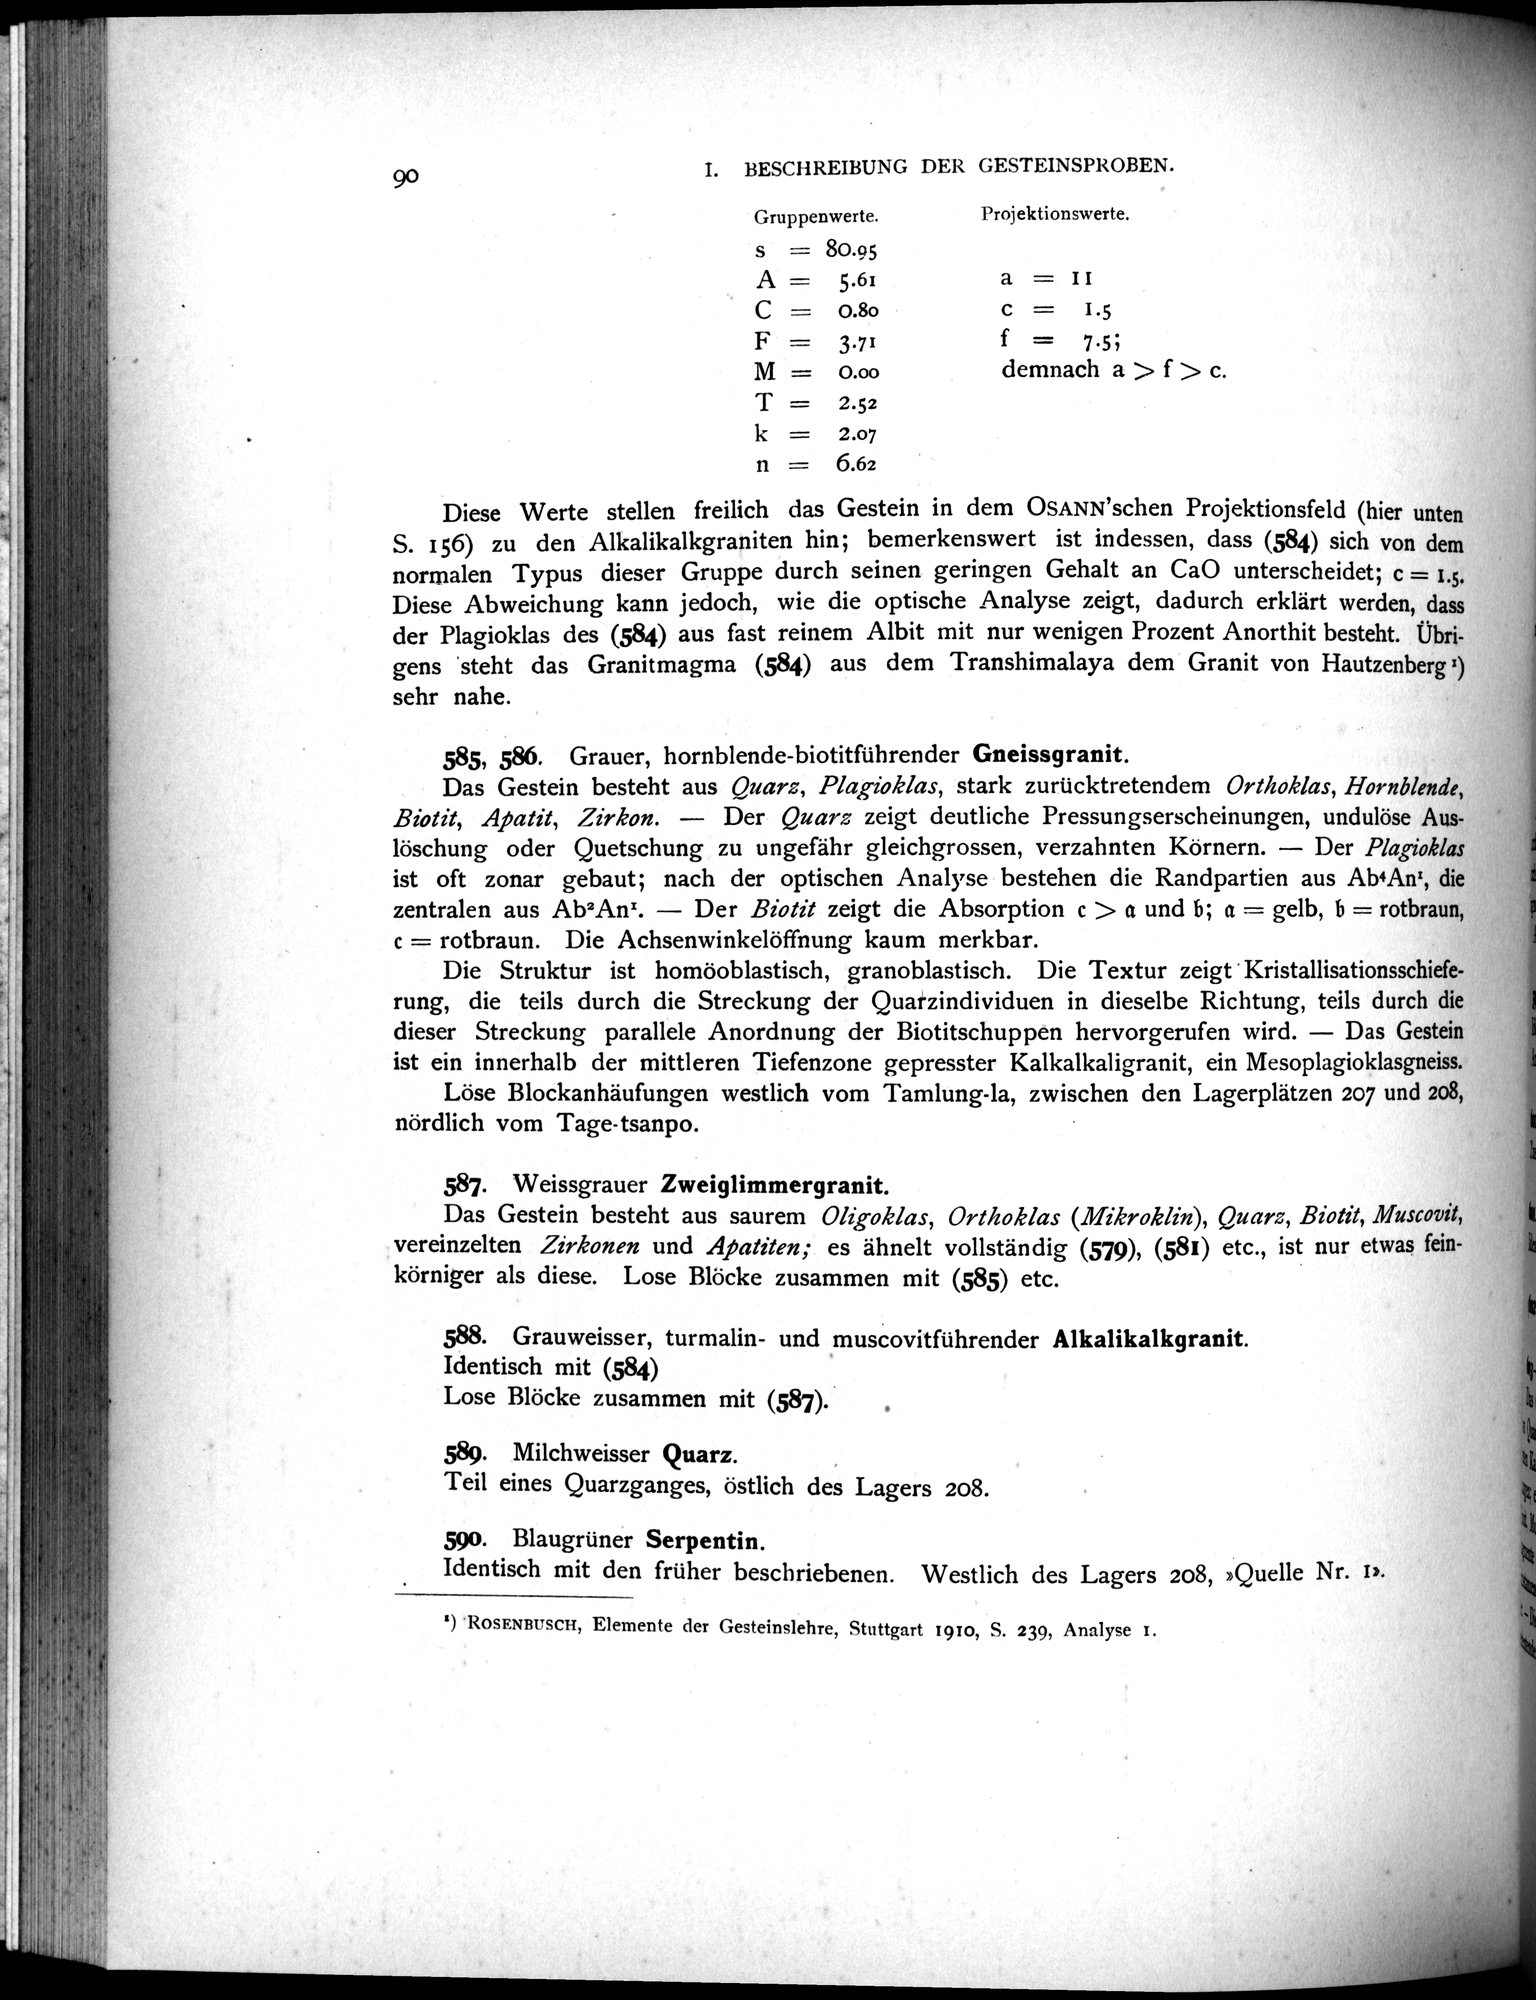 90
I. BESCHREIBUNG DER GESTEINSPROBEN.
Gruppenwerte. Projektionswerte.
s = 80.95
A = 5.61 a = 11
C = 0.80 c = 1.5
F = 3.71 f = 7.5;
M = 0.00 demnach a > f > c.
T = 2.52
k = 2.07
n = 6.62
Diese Werte stellen freilich das Gestein in dem OSANN'schen Projektionsfeld (hier unten
S. 156) zu den Alkalikalkgraniten hin; bemerkenswert ist indessen, dass (584) sich von dem
normalen Typus dieser Gruppe durch seinen geringen Gehalt an CaO unterscheidet; c = 1.5.
Diese Abweichung kann jedoch, wie die optische Analyse zeigt, dadurch erklärt werden, dass
der Plagioklas des (584) aus fast reinem Albit mit nur wenigen Prozent Anorthit besteht. Übri-
gens steht das Granitmagma (584) aus dem Transhimalaya dem Granit von Hautzenberg¹)
sehr nahe.
585, 586. Grauer, hornblende-biotitführender Gneissgranit.
Das Gestein besteht aus Quarz, Plagioklas, stark zurücktretendem Orthoklas, Hornblende,
Biotit, Apatit, Zirkon. — Der Quarz zeigt deutliche Pressungserscheinungen, undulöse Aus-
löschung oder Quetschung zu ungefähr gleichgrossen, verzahnten Körnern. — Der Plagioklas
ist oft zonar gebaut; nach der optischen Analyse bestehen die Randpartien aus Ab⁴An¹, die
zentralen aus Ab²An¹. — Der Biotit zeigt die Absorption c > a und b; a = gelb, b = rotbraun,
c = rotbraun. Die Achsenwinkelöffnung kaum merkbar.
Die Struktur ist homöoblastisch, granoblastisch. Die Textur zeigt Kristallisationsschiefe-
rung, die teils durch die Streckung der Quarzindividuen in dieselbe Richtung, teils durch die
dieser Streckung parallele Anordnung der Biotitschuppen hervorgerufen wird. — Das Gestein
ist ein innerhalb der mittleren Tiefenzone gepresster Kalkalkaligranit, ein Mesoplagioklasgneiss.
Löse Blockanhäufungen westlich vom Tamlung-la, zwischen den Lagerplätzen 207 und 208,
nördlich vom Tage-tsanpo.
587. Weissgrauer Zweiglimmergranit.
Das Gestein besteht aus saurem Oligoklas, Orthoklas (Mikroklin), Quarz, Biotit, Muscovit,
vereinzelten Zirkonen und Apatiten; es ähnelt vollständig (579), (581) etc., ist nur etwas fein-
körniger als diese. Lose Blöcke zusammen mit (585) etc.
588. Grauweisser, turmalin- und muscovitführender Alkalikalkgranit.
Identisch mit (584)
Lose Blöcke zusammen mit (587).
589. Milchweisser Quarz.
Teil eines Quarzganges, östlich des Lagers 208.
590. Blaugrüner Serpentin.
Identisch mit den früher beschriebenen. Westlich des Lagers 208, »Quelle Nr. 1».
¹) ROSENBUSCH, Elemente der Gesteinslehre, Stuttgart 1910, S. 239, Analyse 1.